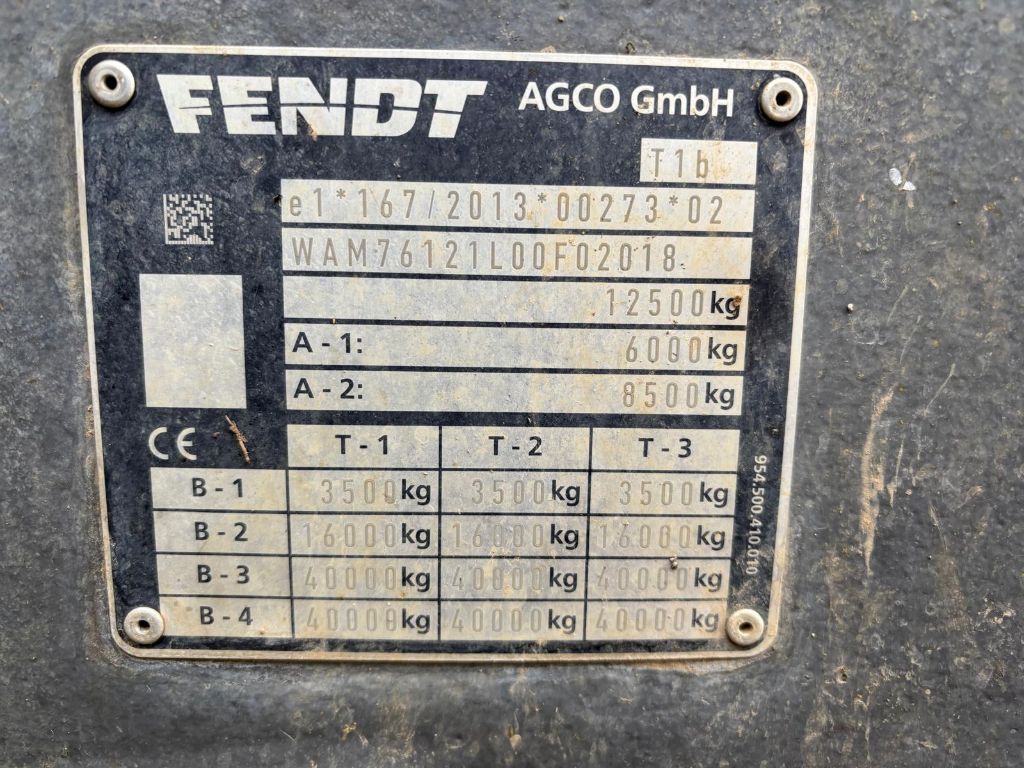 FENDT AGCO GmbH
T1b
e1*167/2013*00273*02
WAM76121L00F02018
12500kg
A - 1: 6000kg
A - 2: 8500kg
CE T - 1 T - 2 T - 3
B - 1 3500kg 3500kg 3500kg
B - 2 16000kg 16000kg 16000kg
B - 3 40000kg 40000kg 40000kg
B - 4 40000kg 40000kg 40000kg
954.500.410.010